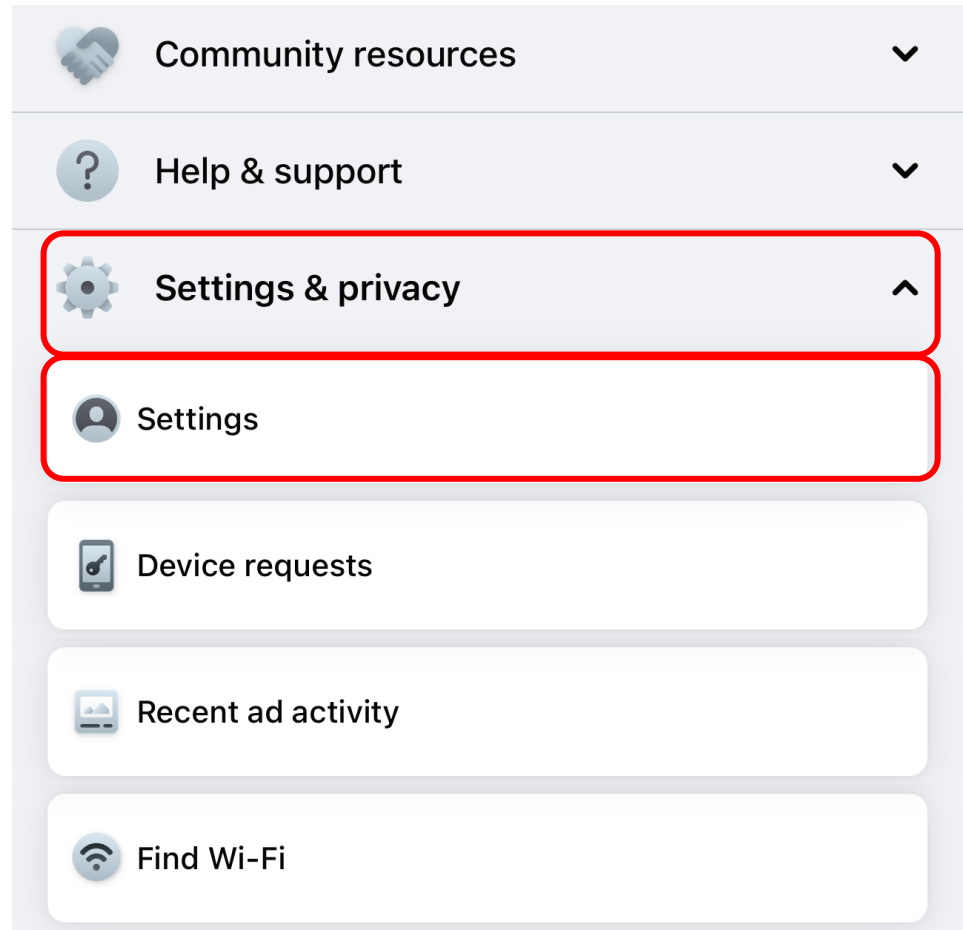 Community resources
Help & support
Settings & privacy
Settings
Device requests
Recent ad activity
Find Wi-Fi